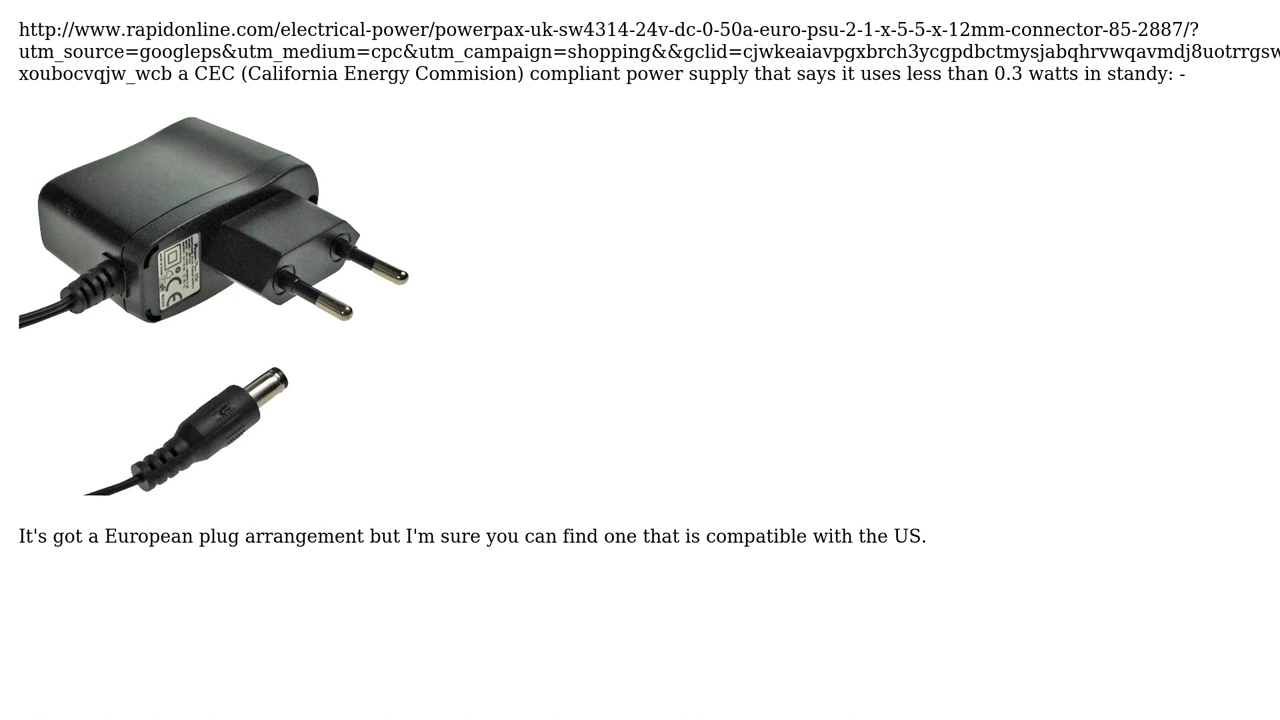 http://www.rapidonline.com/electrical-power/powerpax-uk-sw4314-24v-dc-0-50a-euro-psu-2-1-x-5-5-x-12mm-connector-85-2887/?
utm_source=googleps&utm_medium=cpc&utm_campaign=shopping&&gclid=cjwkeaiavpgxbrch3ycgpdbctmysjabqhrvwqavmdj8uotrrgsw
xoubocvqjw_wcb a CEC (California Energy Commision) compliant power supply that says it uses less than 0.3 watts in standy: -
CE
It's got a European plug arrangement but I'm sure you can find one that is compatible with the US.